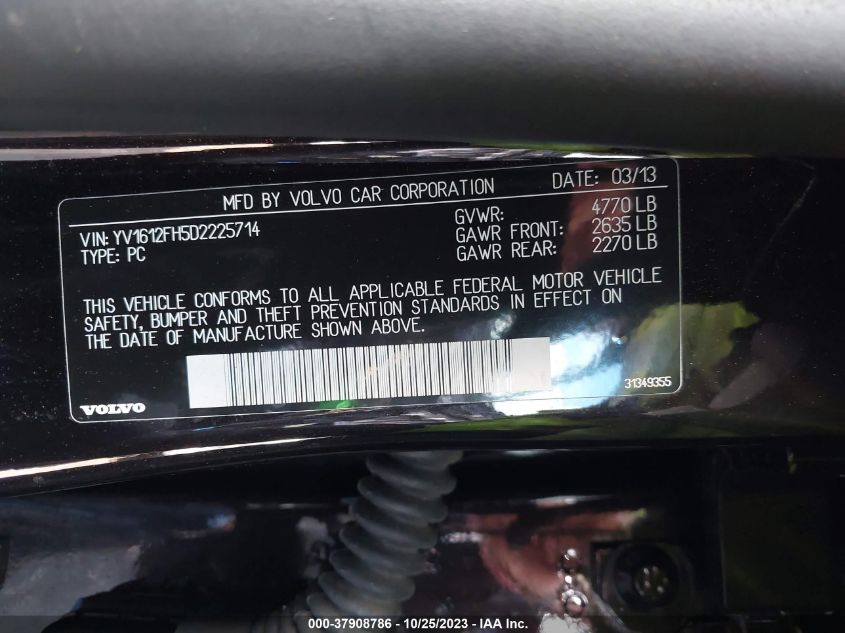 MFD BY VOLVO CAR CORPORATION DATE: 03/13
VIN: YV1612FH5D2225714
TYPE: PC
GVWR: 4770 LB
GAWR FRONT: 2635 LB
GAWR REAR: 2270 LB
THIS VEHICLE CONFORMS TO ALL APPLICABLE FEDERAL MOTOR VEHICLE
SAFETY, BUMPER AND THEFT PREVENTION STANDARDS IN EFFECT ON
THE DATE OF MANUFACTURE SHOWN ABOVE.
VOLVO
31349355
000-37908786 - 10/25/2023 - IAA Inc.